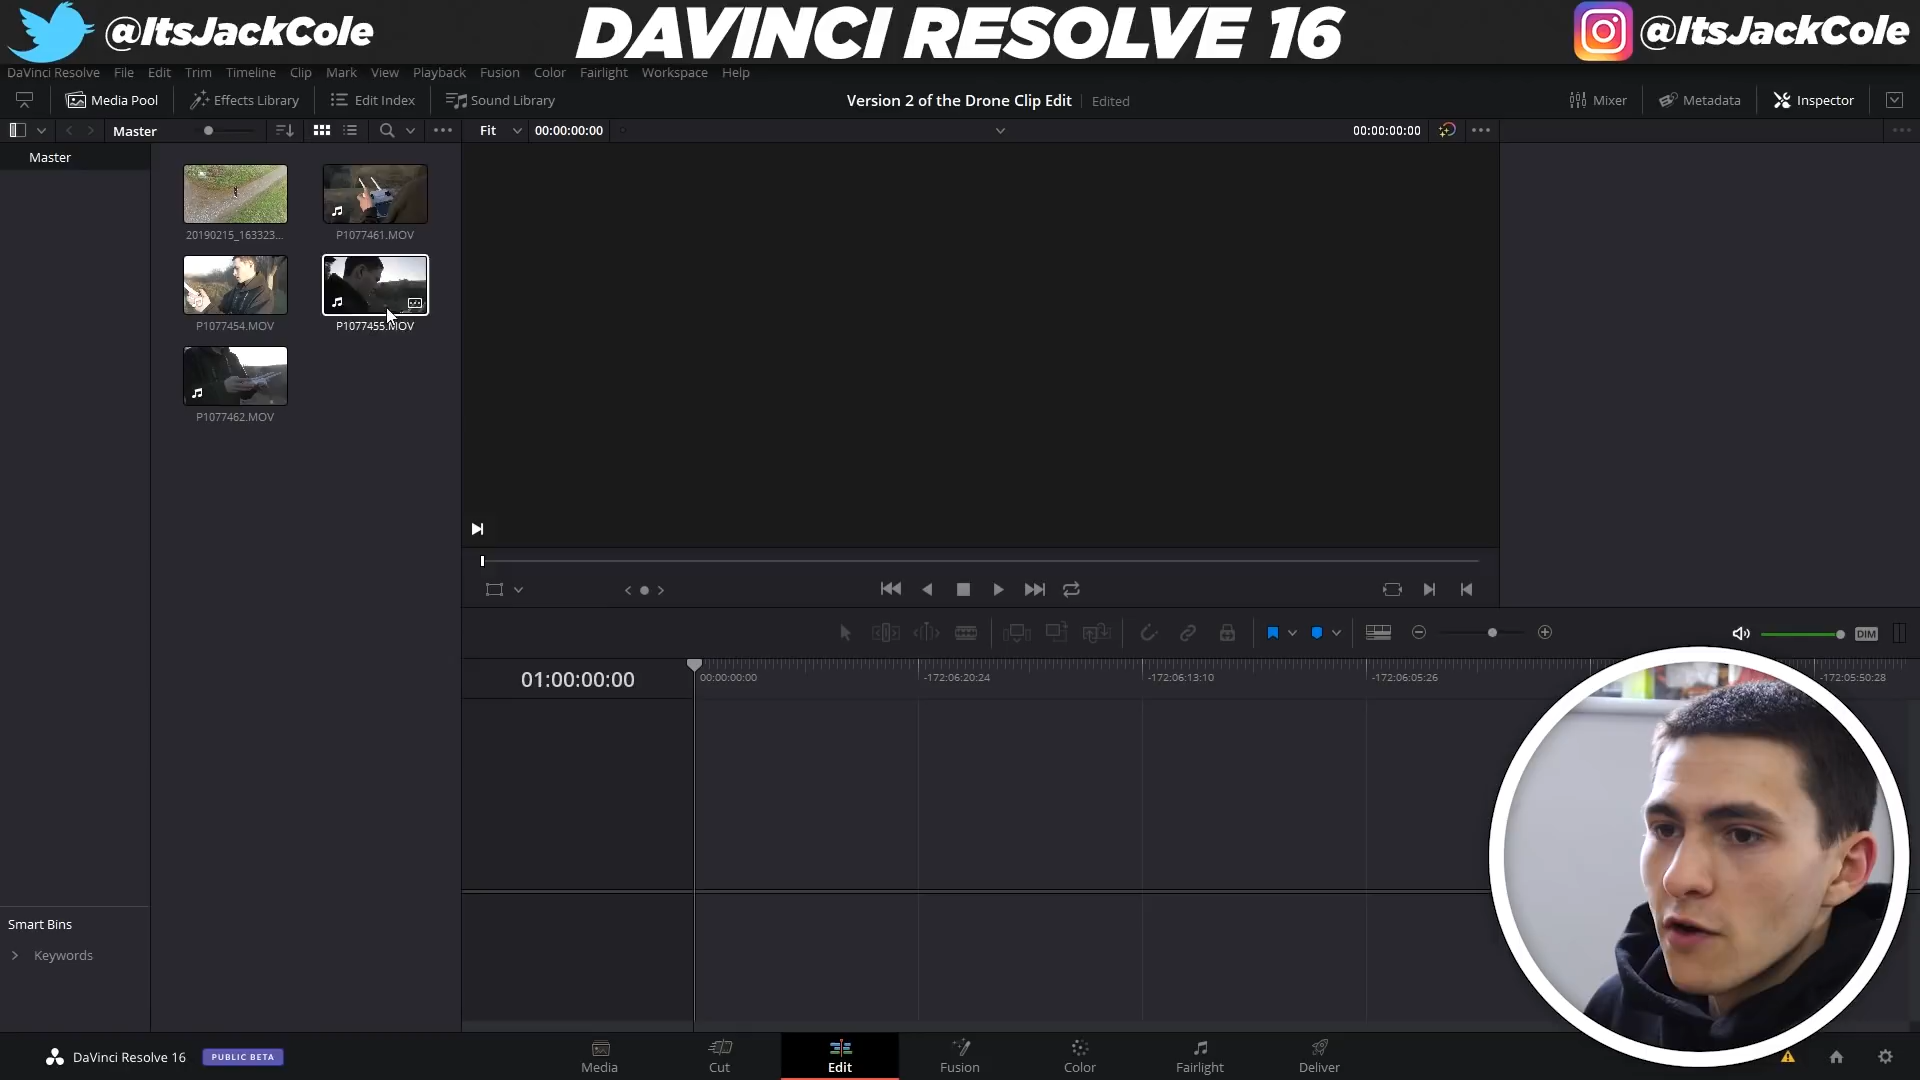 @ItsJackCole
DAVINCI RESOLVE 16
@ItsJackCole
DaVinci Resolve File Edit Trim Timeline Clip Mark View Playback Fusion Color Fairlight Workspace Help
Media Pool Effects Library Edit Index Sound Library
Version 2 of the Drone Clip Edit Edited
Mixer Metadata Inspector
Master
Fit 00:00:00:00 00:00:00:00
Master
20190215_163323...
P1077461.MOV
P1077454.MOV
P1077455.MOV
P1077462.MOV
DIM
01:00:00:00
00:00:00:00 -172:06:20:24 -172:06:13:10 -172:06:05:26 -172:05:50:28
Smart Bins
Keywords
DaVinci Resolve 16 PUBLIC BETA
Media Cut Edit Fusion Color Fairlight Deliver